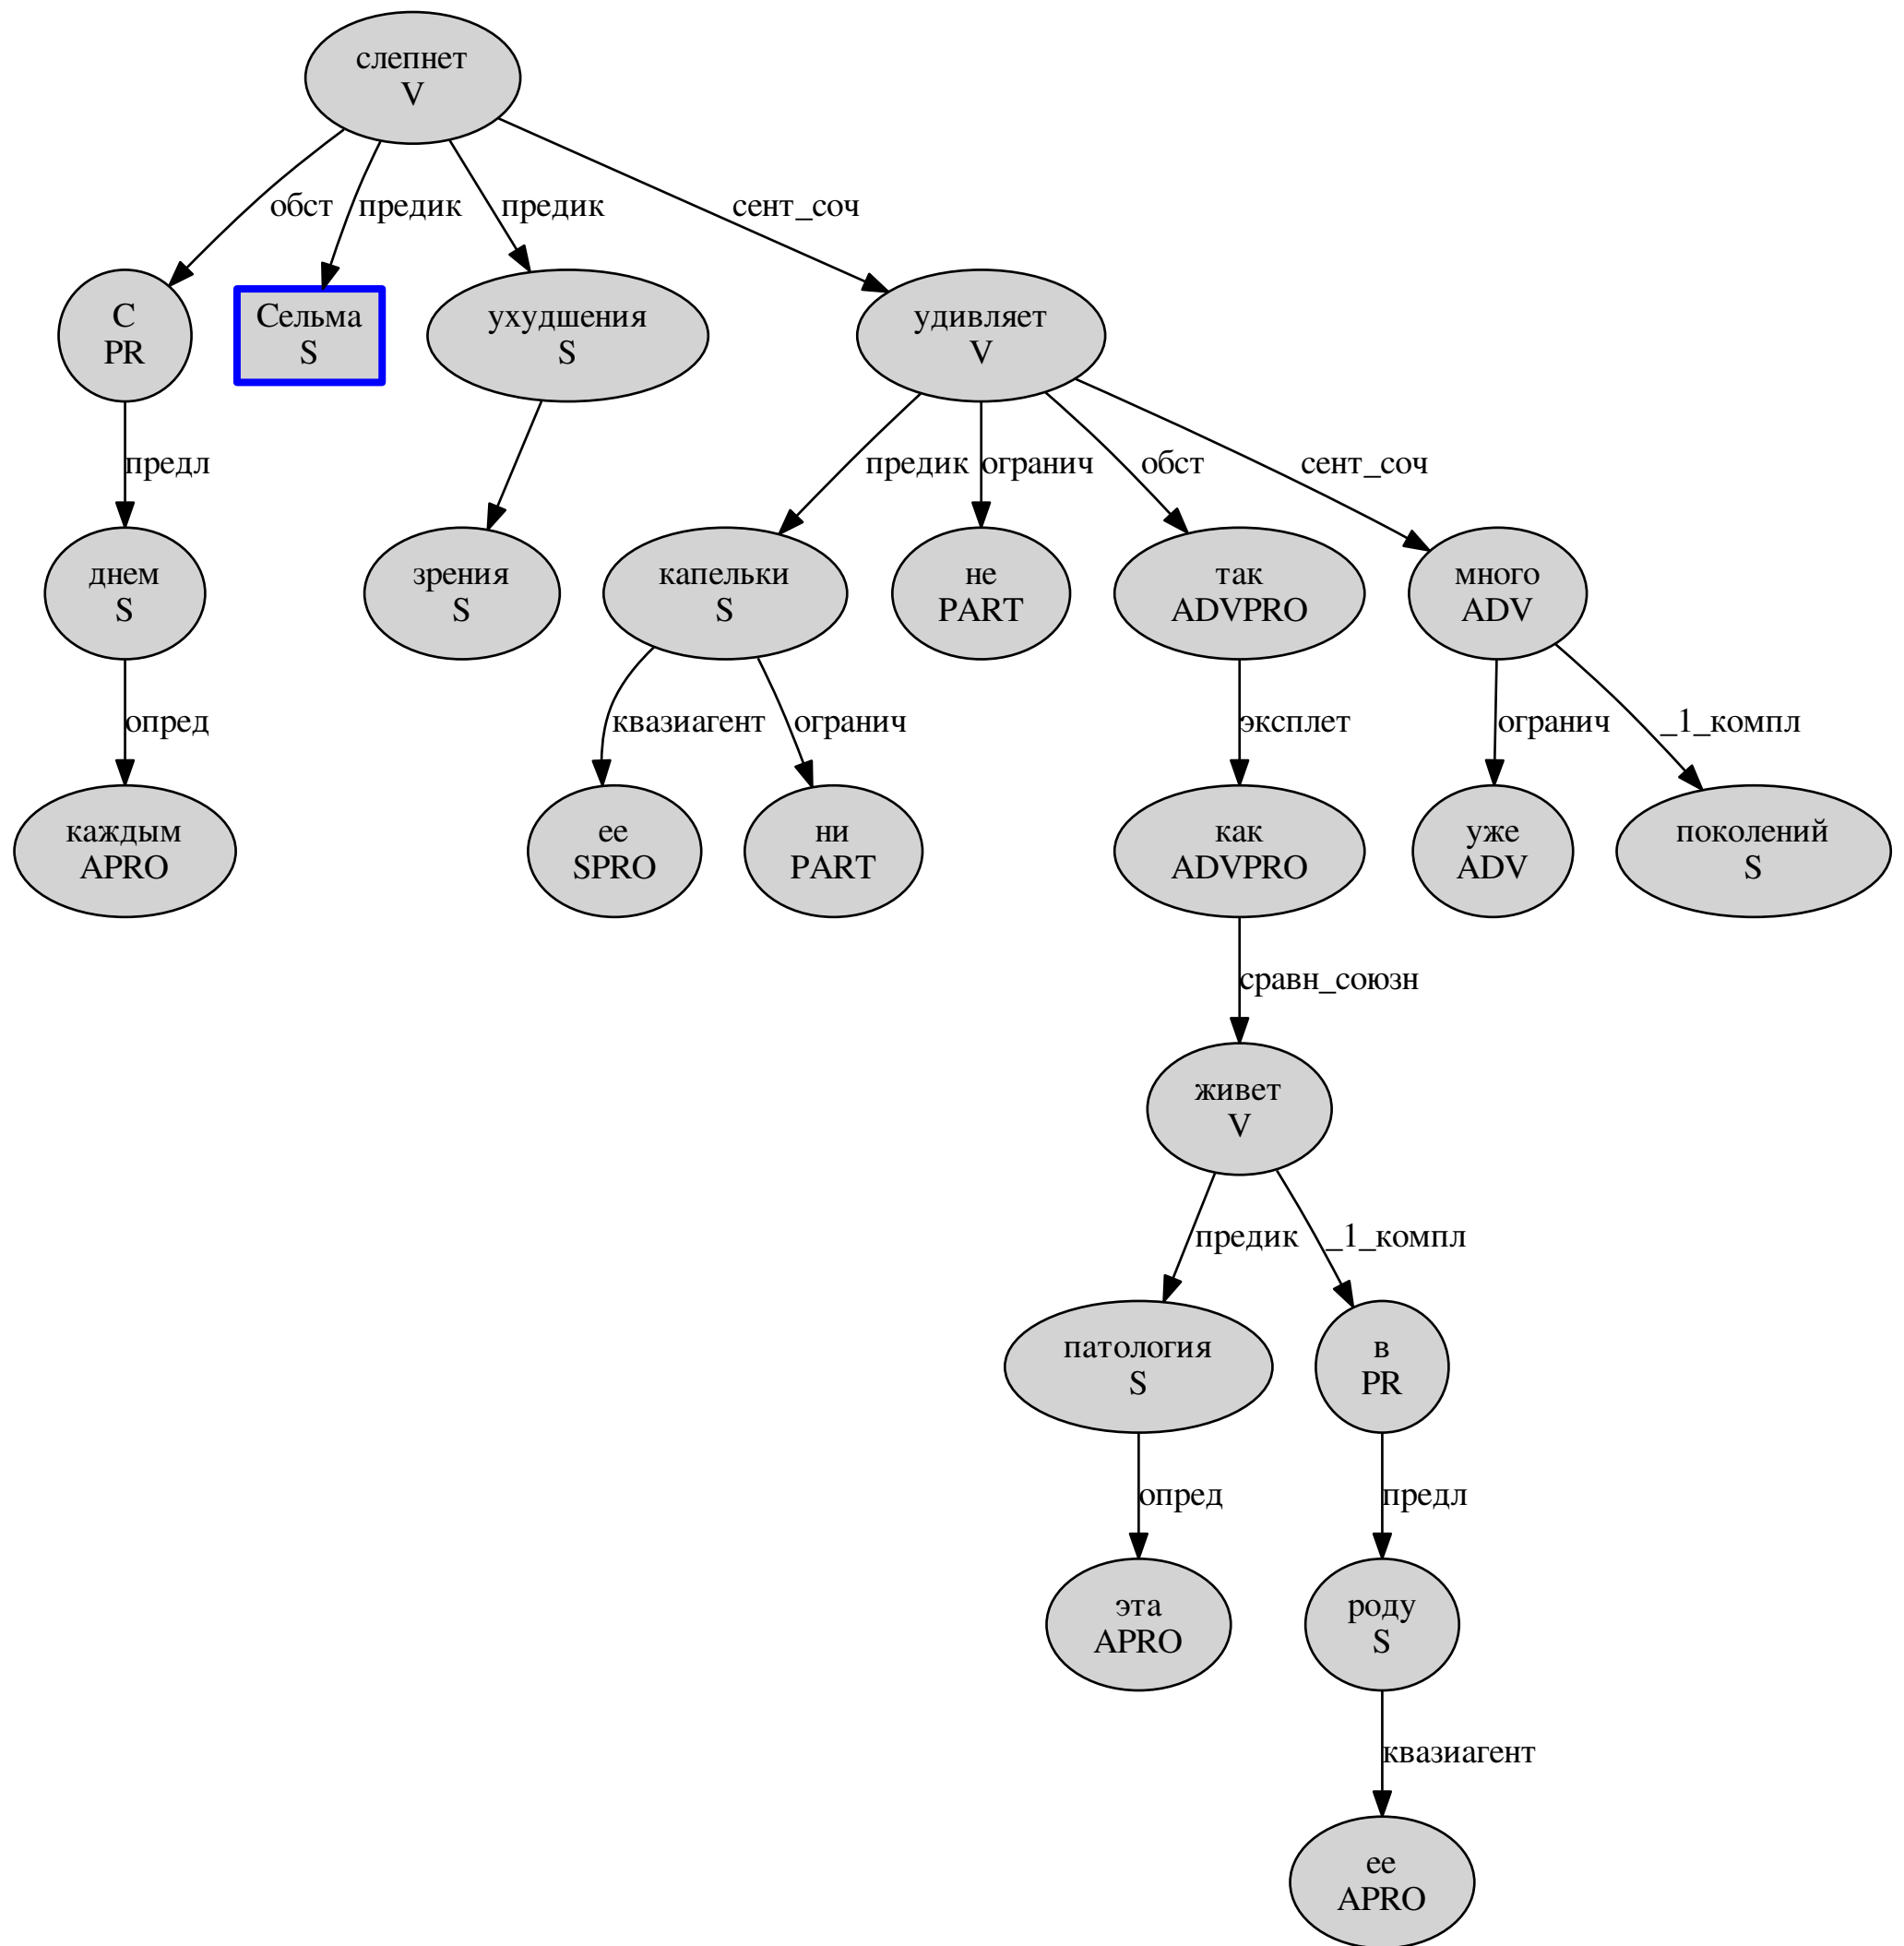 слепнет
V
обст
предик
предик
сент_соч
С
PR
Сельма
S
ухудшения
S
удивляет
V
предл
предик
огранич
обст
сент_соч
днем
S
зрения
S
капельки
S
не
PART
так
ADVPRO
много
ADV
опред
квазиагент
огранич
эксплет
огранич
_1_компл
каждым
APRO
ее
SPRO
ни
PART
как
ADVPRO
уже
ADV
поколений
S
сравн_союзн
живет
V
предик
_1_компл
патология
S
в
PR
опред
предл
эта
APRO
роду
S
квазиагент
ее
APRO